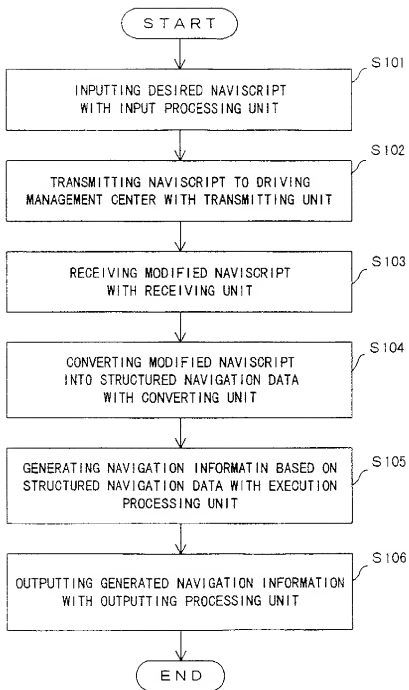 START
S101
INPUTTING DESIRED NAVISCRIPT
WITH INPUT PROCESSING UNIT
S102
TRANSMITTING NAVISCRIPT TO DRIVING
MANAGEMENT CENTER WITH TRANSMITTING UNIT
S103
RECEIVING MODIFIED NAVISCRIPT
WITH RECEIVING UNIT
S104
CONVERTING MODIFIED NAVISCRIPT
INTO STRUCTURED NAVIGATION DATA
WITH CONVERTING UNIT
S105
GENERATING NAVIGATION INFORMATIN BASED ON
STRUCTURED NAVIGATION DATA WITH EXECUTION
PROCESSING UNIT
S106
OUTPUTTING GENERATED NAVIGATION INFORMATION
WITH OUTPUTTING PROCESSING UNIT
END